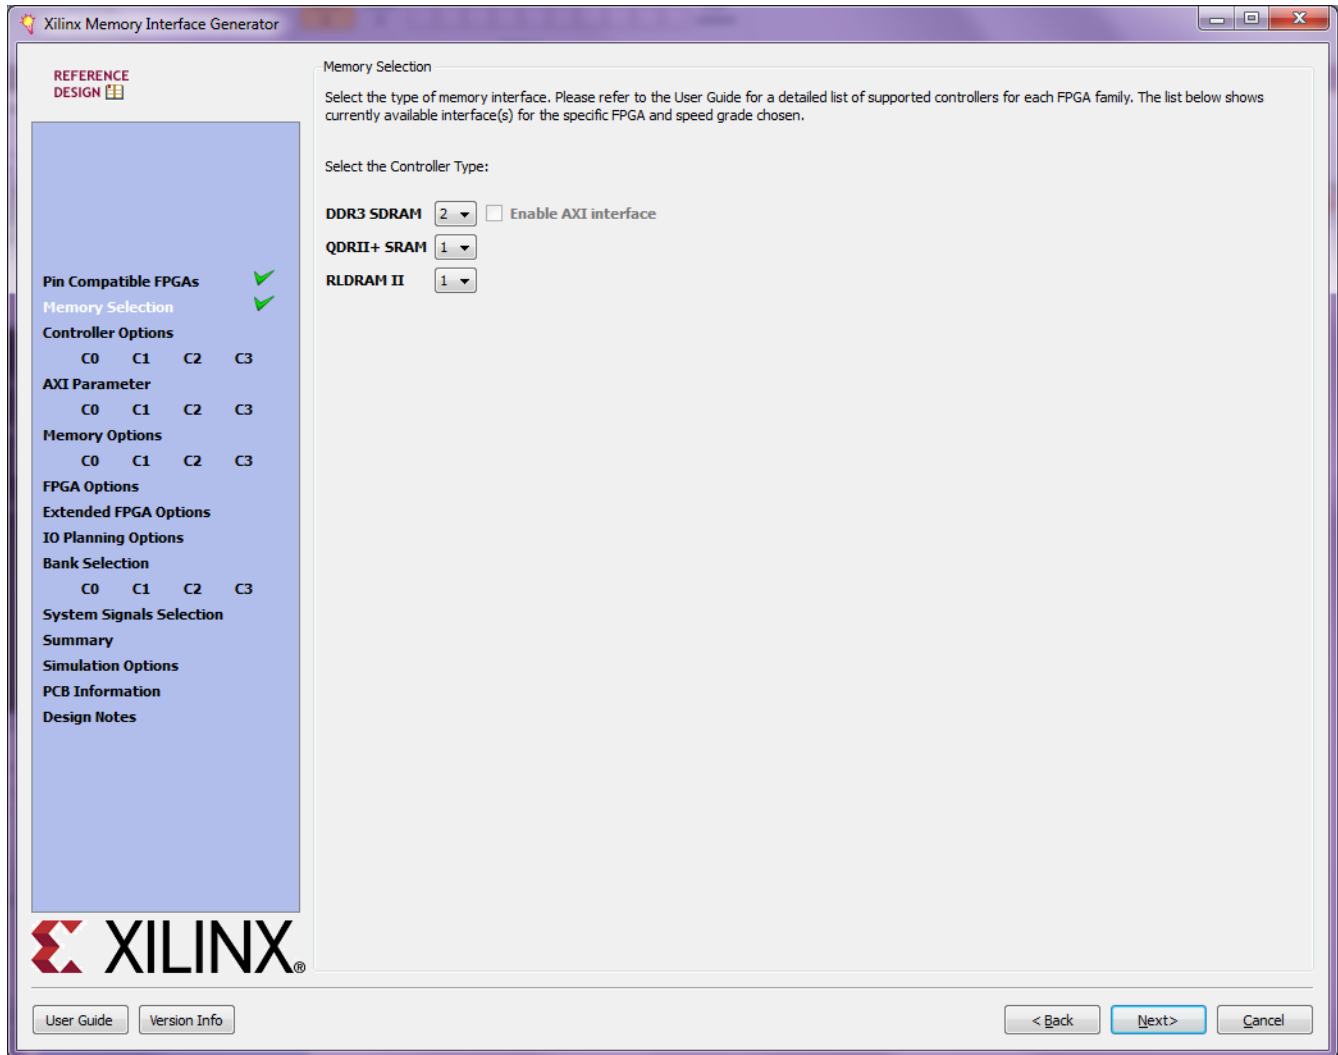 Xilinx Memory Interface Generator
REFERENCE
DESIGN
Pin Compatible FPGAs
Memory Selection
Controller Options
C0 C1 C2 C3
AXI Parameter
C0 C1 C2 C3
Memory Options
C0 C1 C2 C3
FPGA Options
Extended FPGA Options
IO Planning Options
Bank Selection
C0 C1 C2 C3
System Signals Selection
Summary
Simulation Options
PCB Information
Design Notes
XILINX®
Memory Selection
Select the type of memory interface. Please refer to the User Guide for a detailed list of supported controllers for each FPGA family. The list below shows
currently available interface(s) for the specific FPGA and speed grade chosen.
Select the Controller Type:
DDR3 SDRAM 2 Enable AXI interface
QDRII+ SRAM 1
RLDRAM II 1
User Guide Version Info < Back Next> Cancel